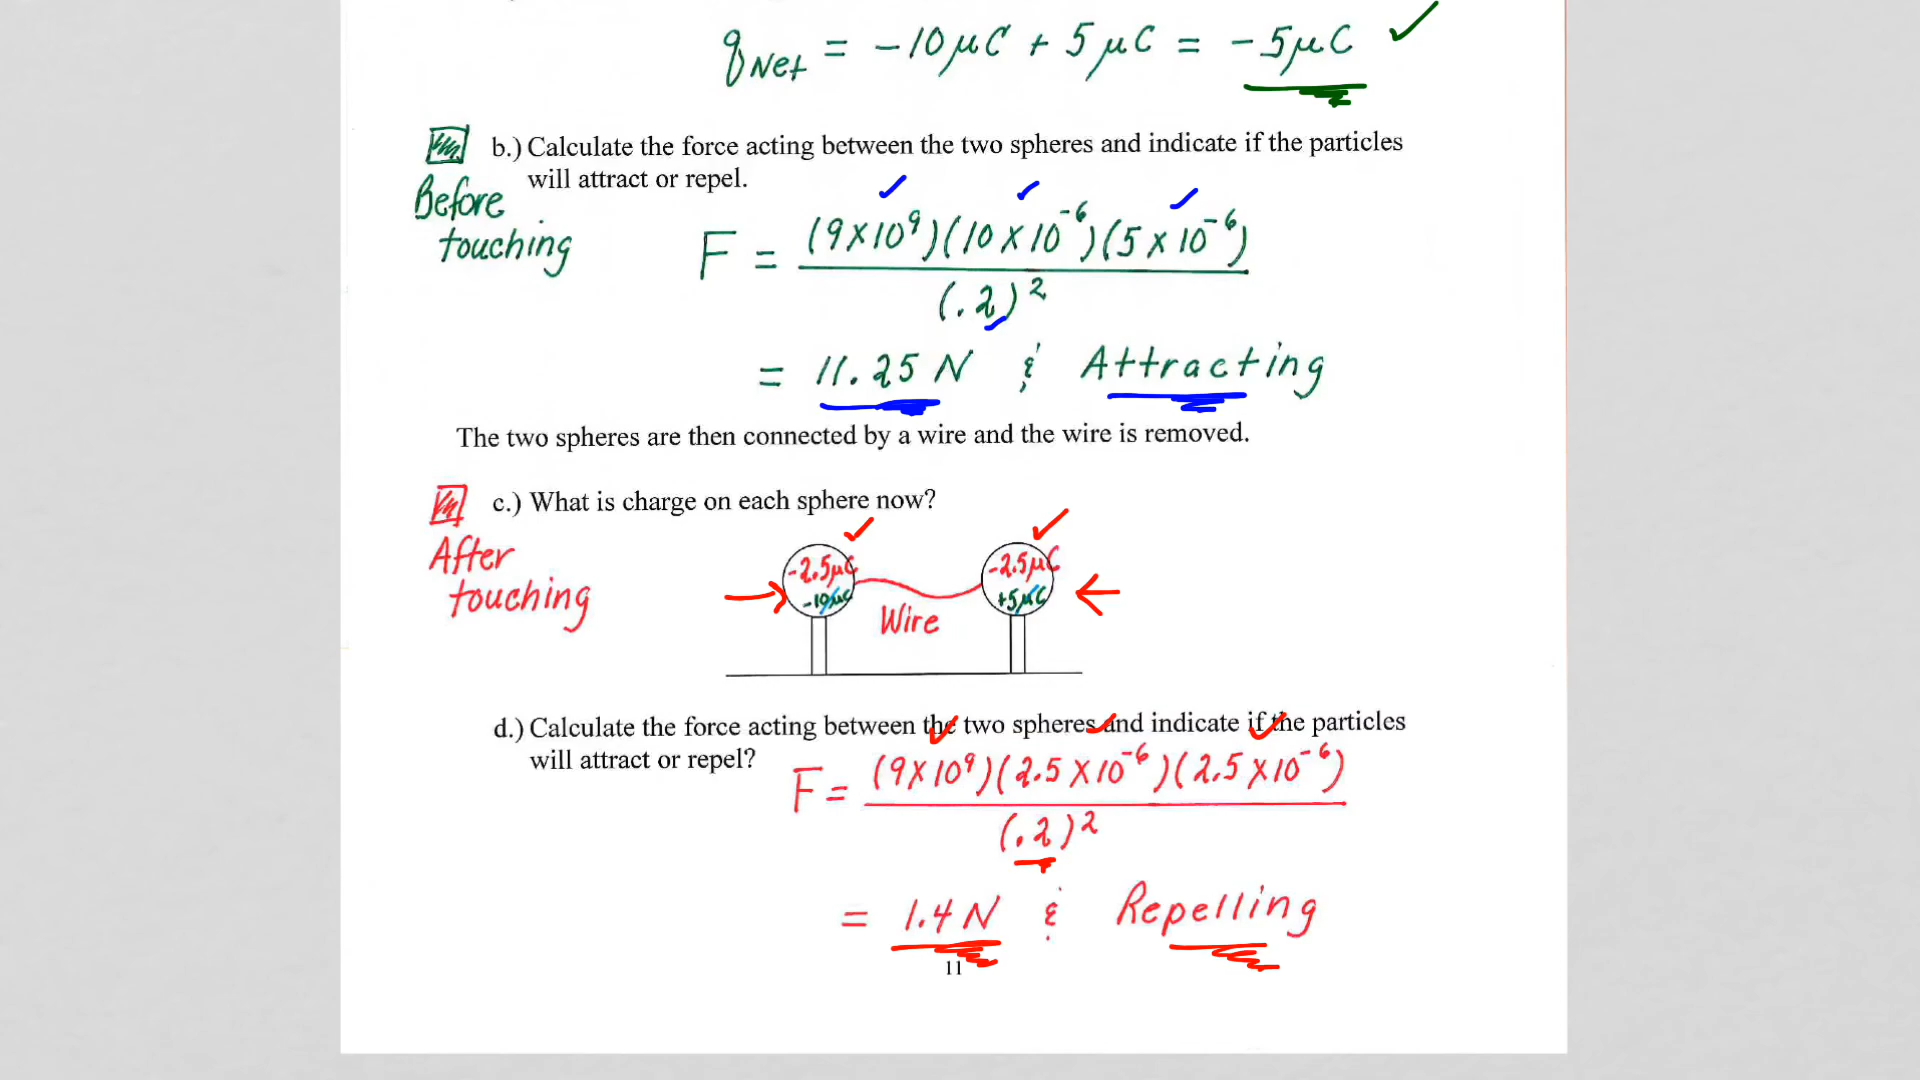 qNet = -10μC + 5μC = -5μC ✓
b.) Calculate the force acting between the two spheres and indicate if the particles
will attract or repel.
Before
touching
F = (9×10⁹)(10×10⁻⁶)(5×10⁻⁶)
(.2)²
= 11.25 N & Attracting
The two spheres are then connected by a wire and the wire is removed.
c.) What is charge on each sphere now?
After
touching
-2.5μC
-10μC
Wire
-2.5μC
+5μC
d.) Calculate the force acting between the two spheres and indicate if the particles
will attract or repel?
F = (9×10⁹)(2.5×10⁻⁶)(2.5×10⁻⁶)
(.2)²
= 1.4 N & Repelling
11